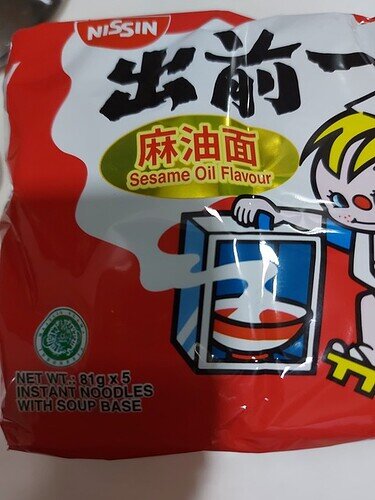 NISSIN
出前一
麻油面
Sesame Oil Flavour
NET WT.: 81g x 5
INSTANT NOODLES
WITH SOUP BASE